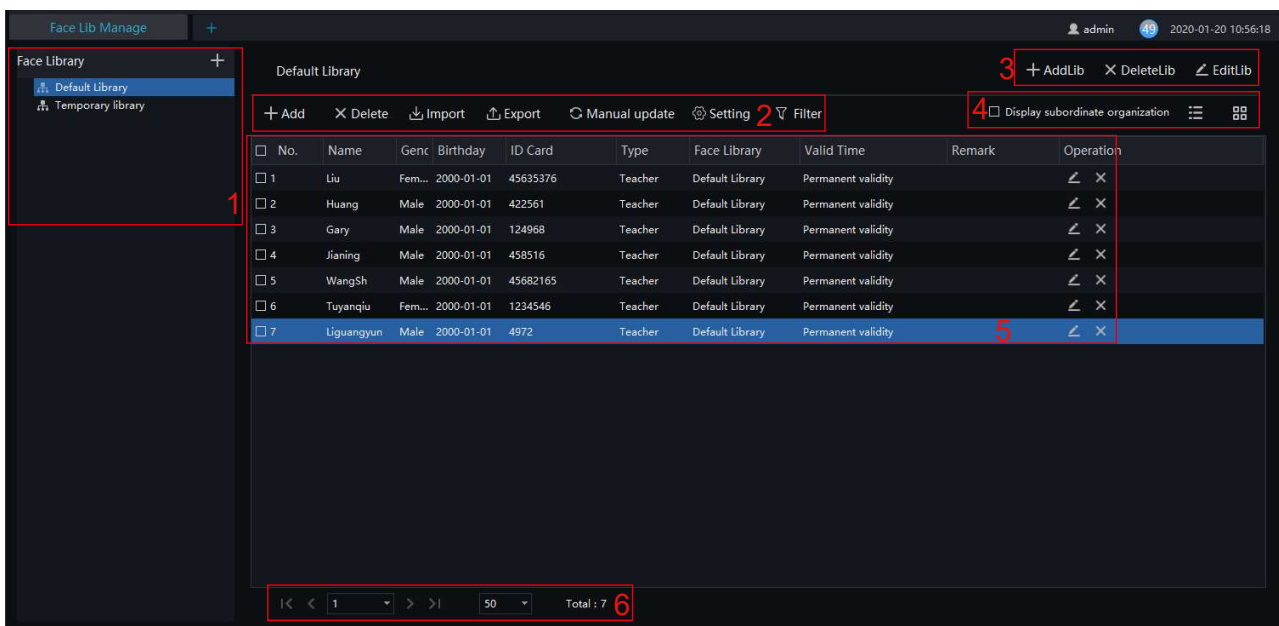 Face Lib Manage + admin 49 2020-01-20 10:56:18
Face Library +
Default Library
Temporary library
1
Default Library
3 + AddLib DeleteLib EditLib
+ Add Delete Import Export Manual update Setting 2 Filter
4 Display subordinate organization
No. Name Genc Birthday ID Card Type Face Library Valid Time Remark Operation
1 Liu Fem... 2000-01-01 45635376 Teacher Default Library Permanent validity
2 Huang Male 2000-01-01 422561 Teacher Default Library Permanent validity
3 Gary Male 2000-01-01 124968 Teacher Default Library Permanent validity
4 Jianing Male 2000-01-01 458516 Teacher Default Library Permanent validity
5 WangSh Male 2000-01-01 45682165 Teacher Default Library Permanent validity
6 Tuyanqiu Fem... 2000-01-01 1234546 Teacher Default Library Permanent validity
7 Liguangyun Male 2000-01-01 4972 Teacher Default Library Permanent validity 5
1 50 Total : 7 6